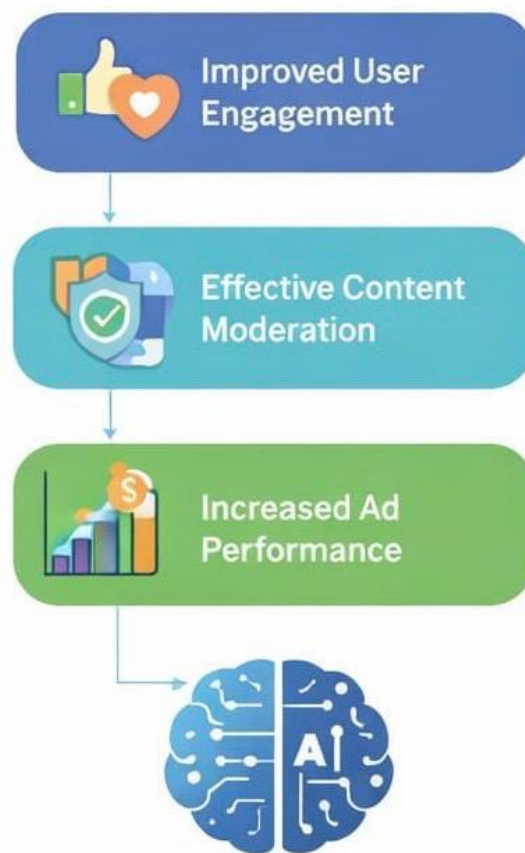 Improved User
Engagement
Effective Content
Moderation
$
Increased Ad
Performance
AI